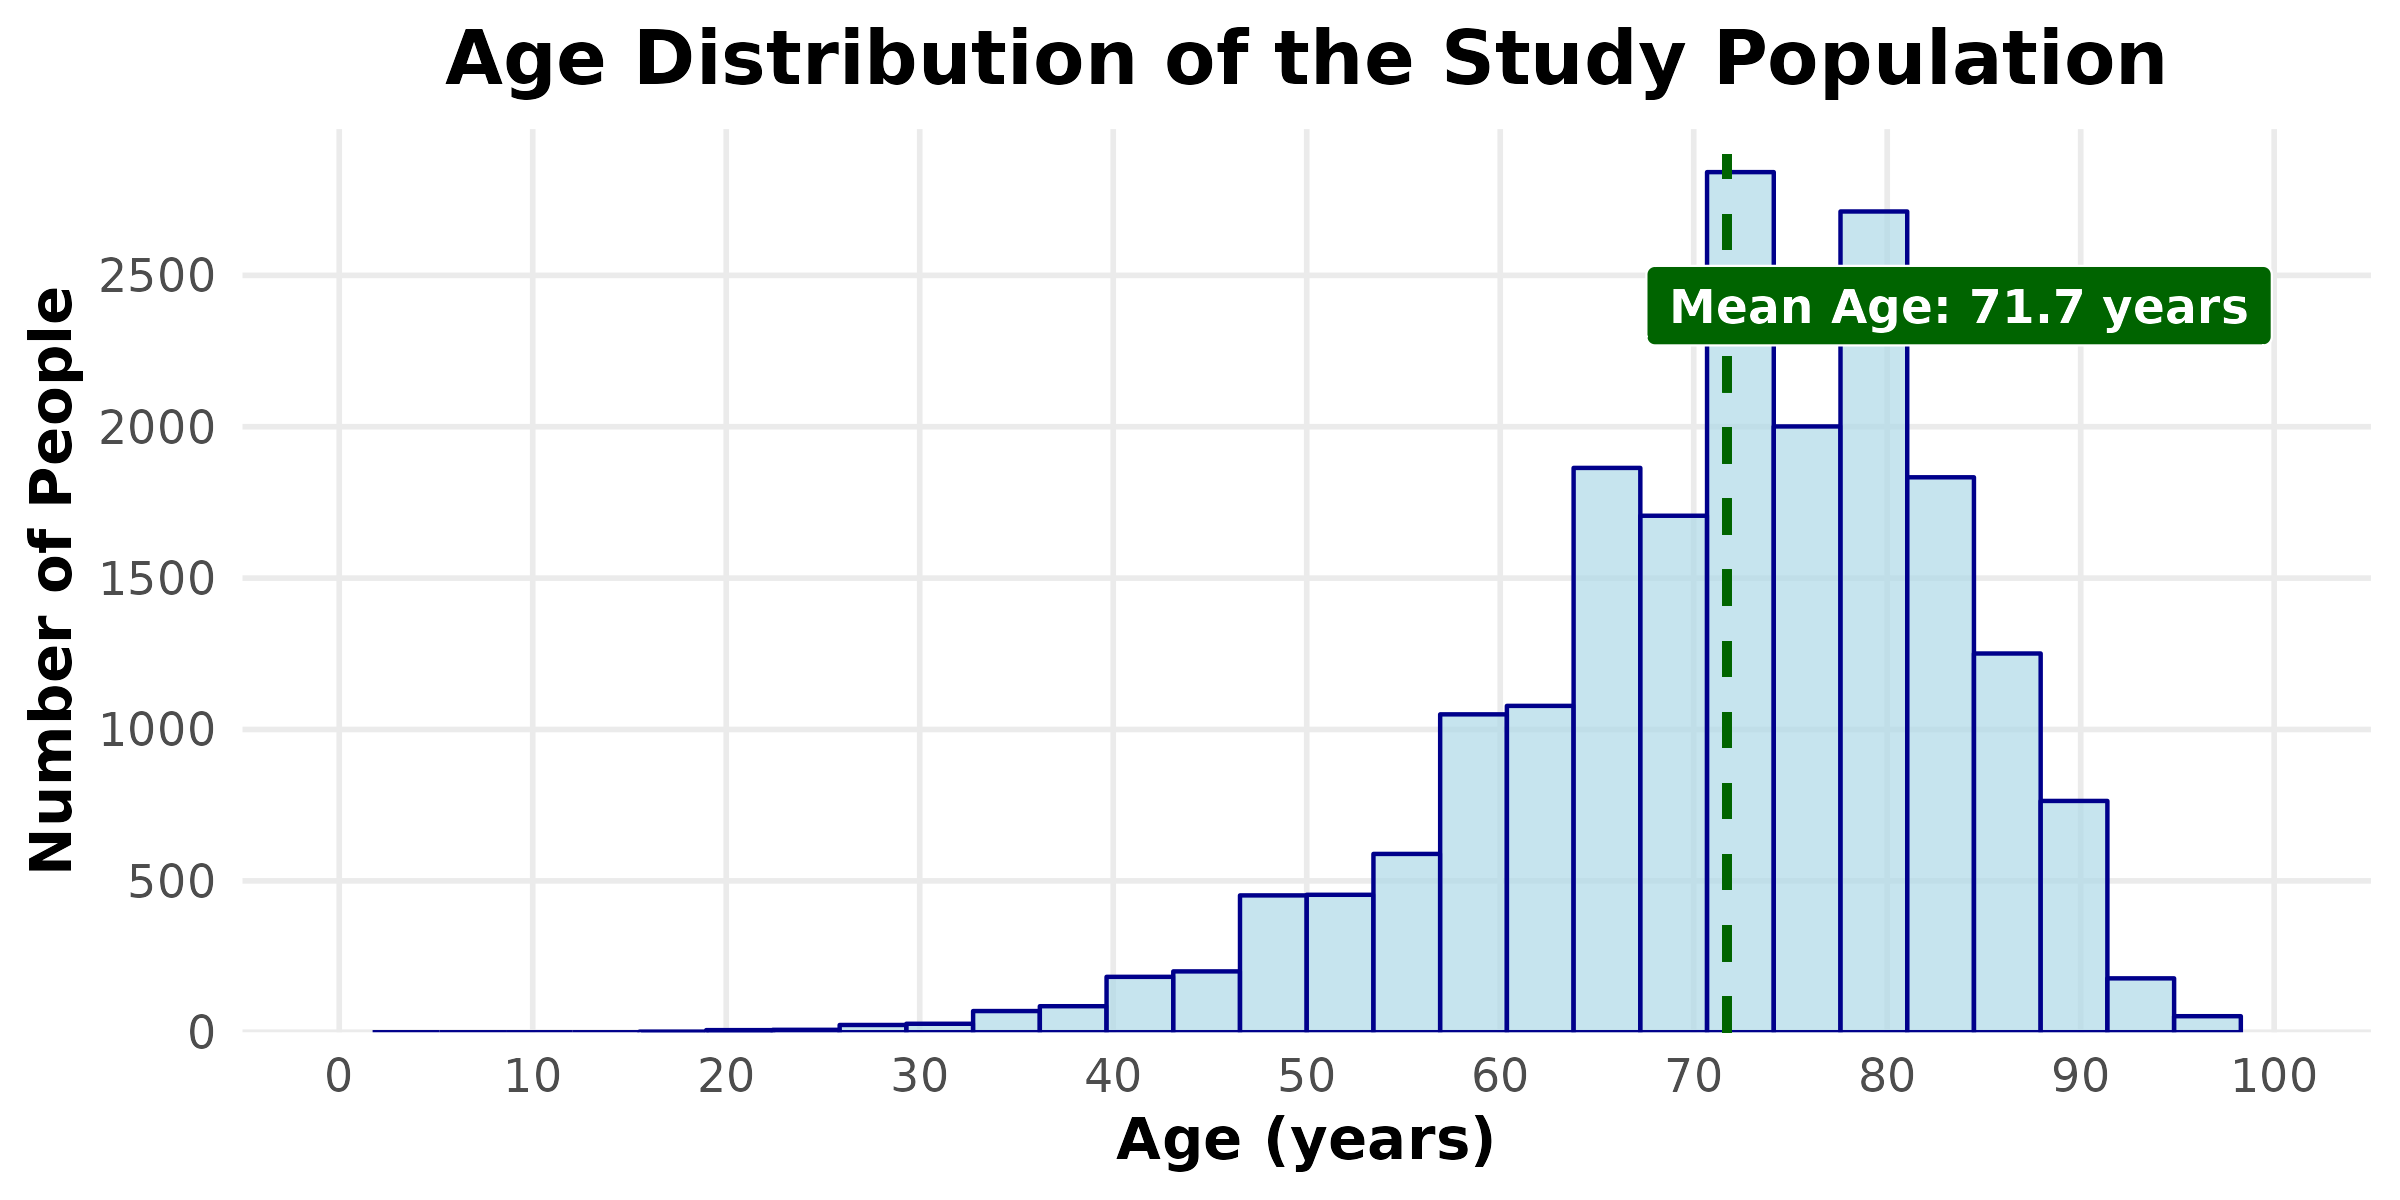 Age Distribution of the Study Population
Number of People
2500
2000
1500
1000
500
0
Mean Age: 71.7 years
0 10 20 30 40 50 60 70 80 90 100
Age (years)